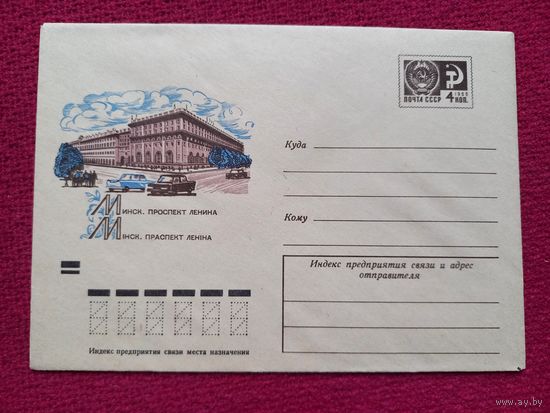 ПОЧТА СССР
1966
4 КОП.
Куда
Кому
МИНСК. ПРОСПЕКТ ЛЕНИНА
МІНСК. ПРАСПЕКТ ЛЕНІНА
Индекс предприятия связи и адрес
отправителя
Индекс предприятия связи места назначения
www.ay.by